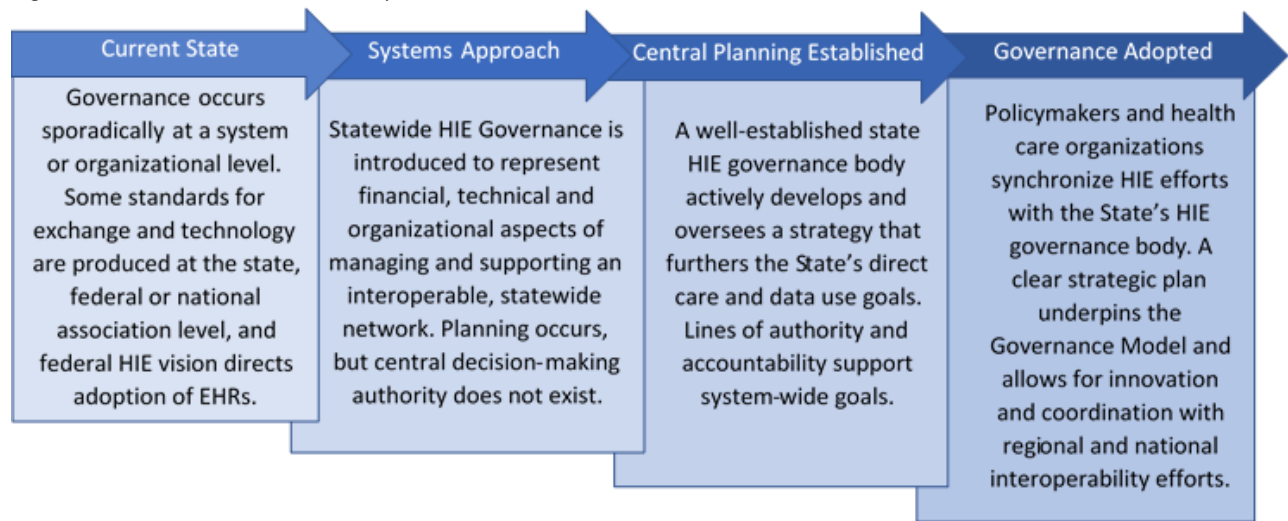 Current State
Governance occurs
sporadically at a system
or organizational level.
Some standards for
exchange and technology
are produced at the state,
federal or national
association level, and
federal HIE vision directs
adoption of EHRs.
Systems Approach
Statewide HIE Governance is
introduced to represent
financial, technical and
organizational aspects of
managing and supporting an
interoperable, statewide
network. Planning occurs,
but central decision-making
authority does not exist.
Central Planning Established
A well-established state
HIE governance body
actively develops and
oversees a strategy that
furthers the State's direct
care and data use goals.
Lines of authority and
accountability support
system-wide goals.
Governance Adopted
Policymakers and health
care organizations
synchronize HIE efforts
with the State's HIE
governance body. A
clear strategic plan
underpins the
Governance Model and
allows for innovation
and coordination with
regional and national
interoperability efforts.